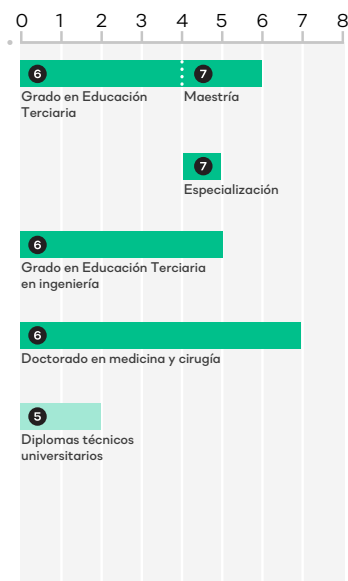 0 1 2 3 4 5 6 7 8
6 7
Grado en Educación Maestría
Terciaria
7
Especialización
6
Grado en Educación Terciaria
en ingeniería
6
Doctorado en medicina y cirugía
5
Diplomas técnicos
universitarios